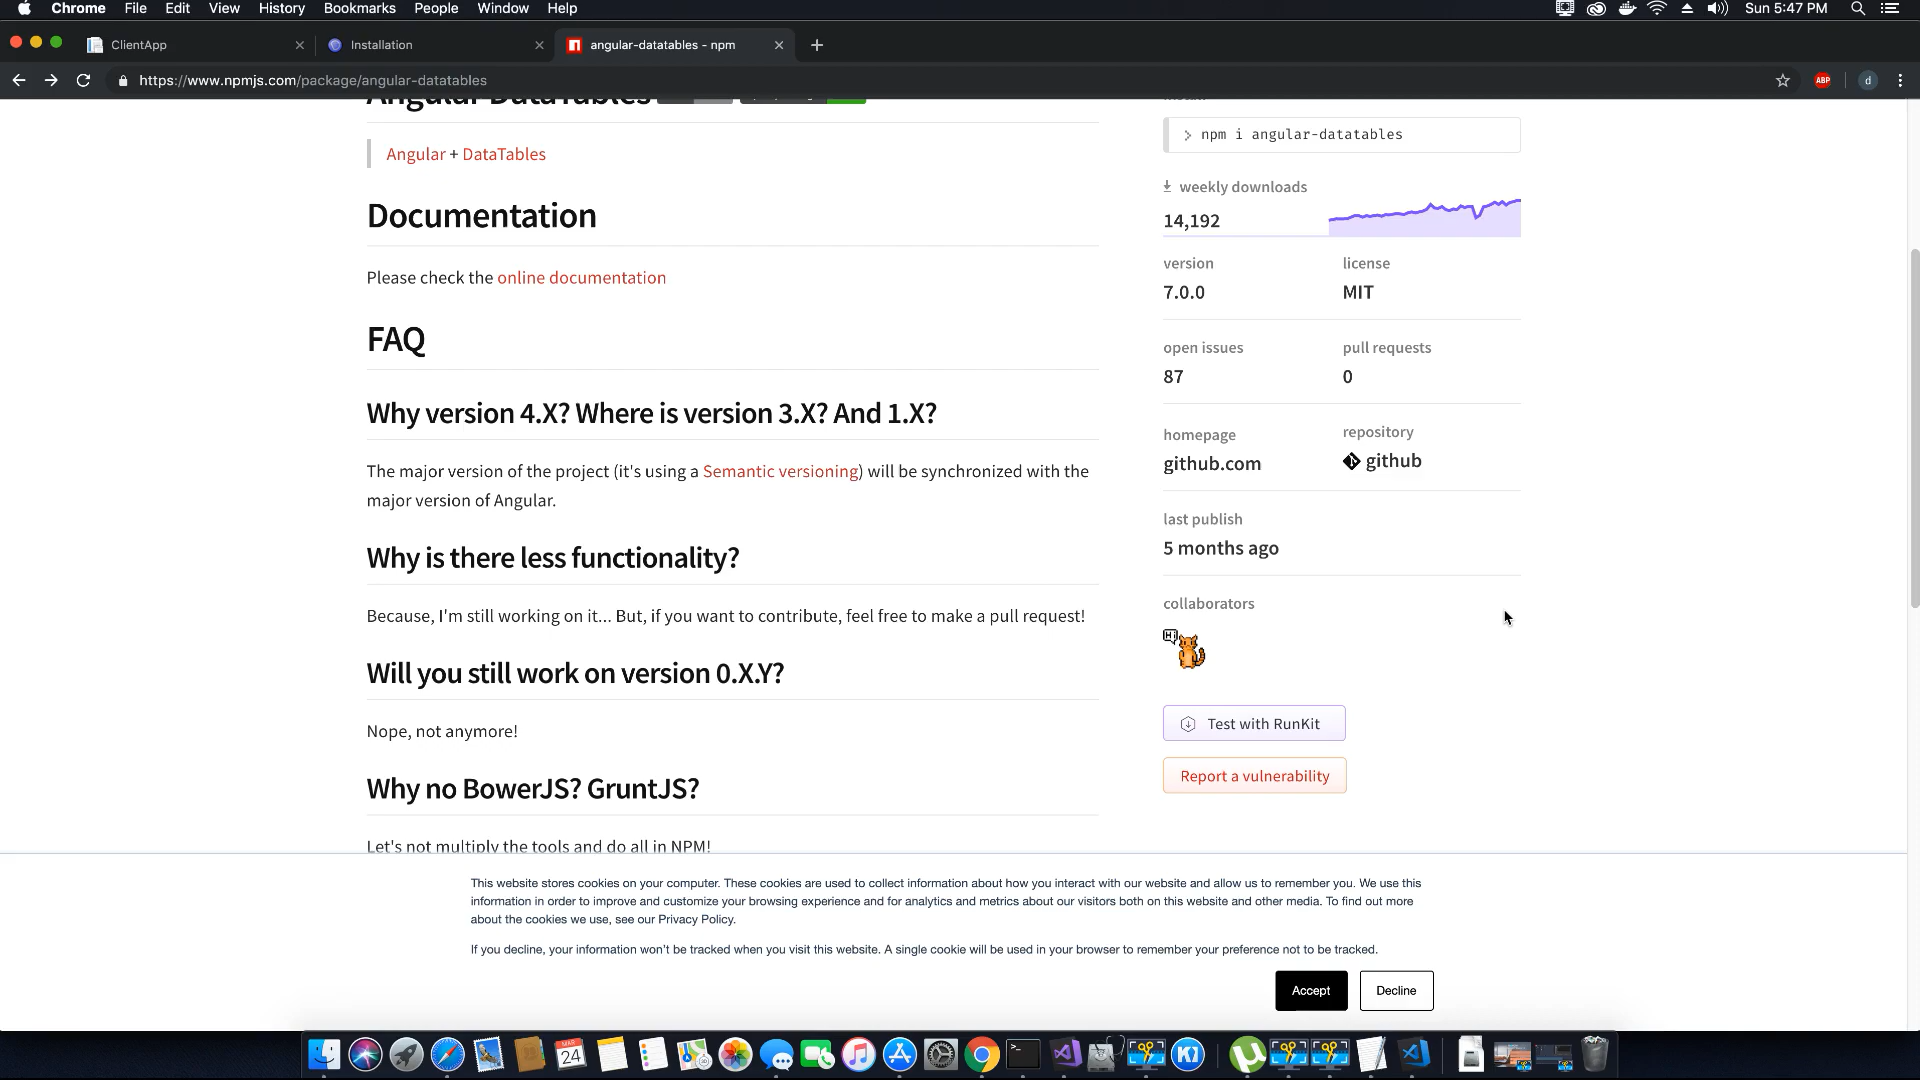 Chrome File Edit View History Bookmarks People Window Help
Sun 5:47 PM
ClientApp
Installation
angular-datatables - npm
https://www.npmjs.com/package/angular-datatables
ABP
d
Angular DataTables
Angular + DataTables
Documentation
Please check the online documentation
FAQ
Why version 4.X? Where is version 3.X? And 1.X?
The major version of the project (it's using a Semantic versioning) will be synchronized with the
major version of Angular.
Why is there less functionality?
Because, I'm still working on it... But, if you want to contribute, feel free to make a pull request!
Will you still work on version 0.X.Y?
Nope, not anymore!
Why no BowerJS? GruntJS?
Let's not multiply the tools and do all in NPM!
> npm i angular-datatables
weekly downloads
14,192
version
license
7.0.0
MIT
open issues
pull requests
87
0
homepage
repository
github.com
github
last publish
5 months ago
collaborators
Hi
Test with RunKit
Report a vulnerability
This website stores cookies on your computer. These cookies are used to collect information about how you interact with our website and allow us to remember you. We use this
information in order to improve and customize your browsing experience and for analytics and metrics about our visitors both on this website and other media. To find out more
about the cookies we use, see our Privacy Policy.
If you decline, your information won't be tracked when you visit this website. A single cookie will be used in your browser to remember your preference not to be tracked.
Accept
Decline
MAR
24